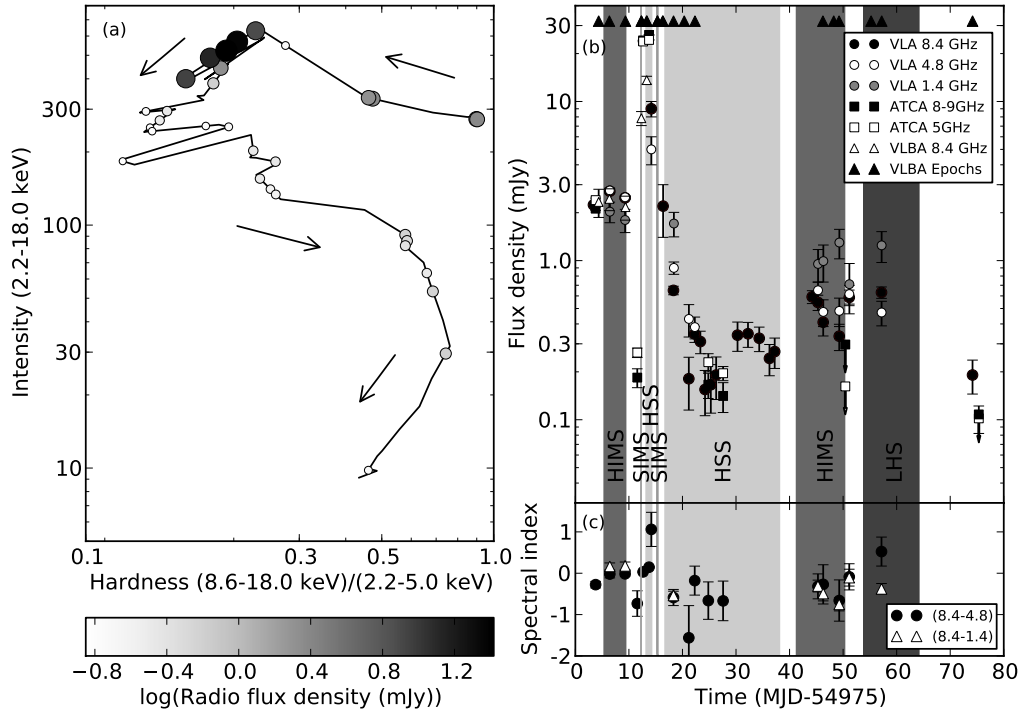 (a)
Intensity (2.2-18.0 keV)
300
100
30
10
0.1
0.3
0.5
1.0
Hardness (8.6-18.0 keV)/(2.2-5.0 keV)
−0.8
−0.4
0.0
0.4
0.8
1.2
log(Radio flux density (mJy))
(b)
Flux density (mJy)
30
10
3.0
1.0
0.3
0.1
VLA 8.4 GHz
VLA 4.8 GHz
VLA 1.4 GHz
ATCA 8-9GHz
ATCA 5GHz
VLBA 8.4 GHz
VLBA Epochs
HIMS
SIMS
HSS
SIMS
HSS
HIMS
LHS
(c)
Spectral index
1
0
-1
-2
(8.4-4.8)
(8.4-1.4)
0
10
20
30
40
50
60
70
80
Time (MJD-54975)